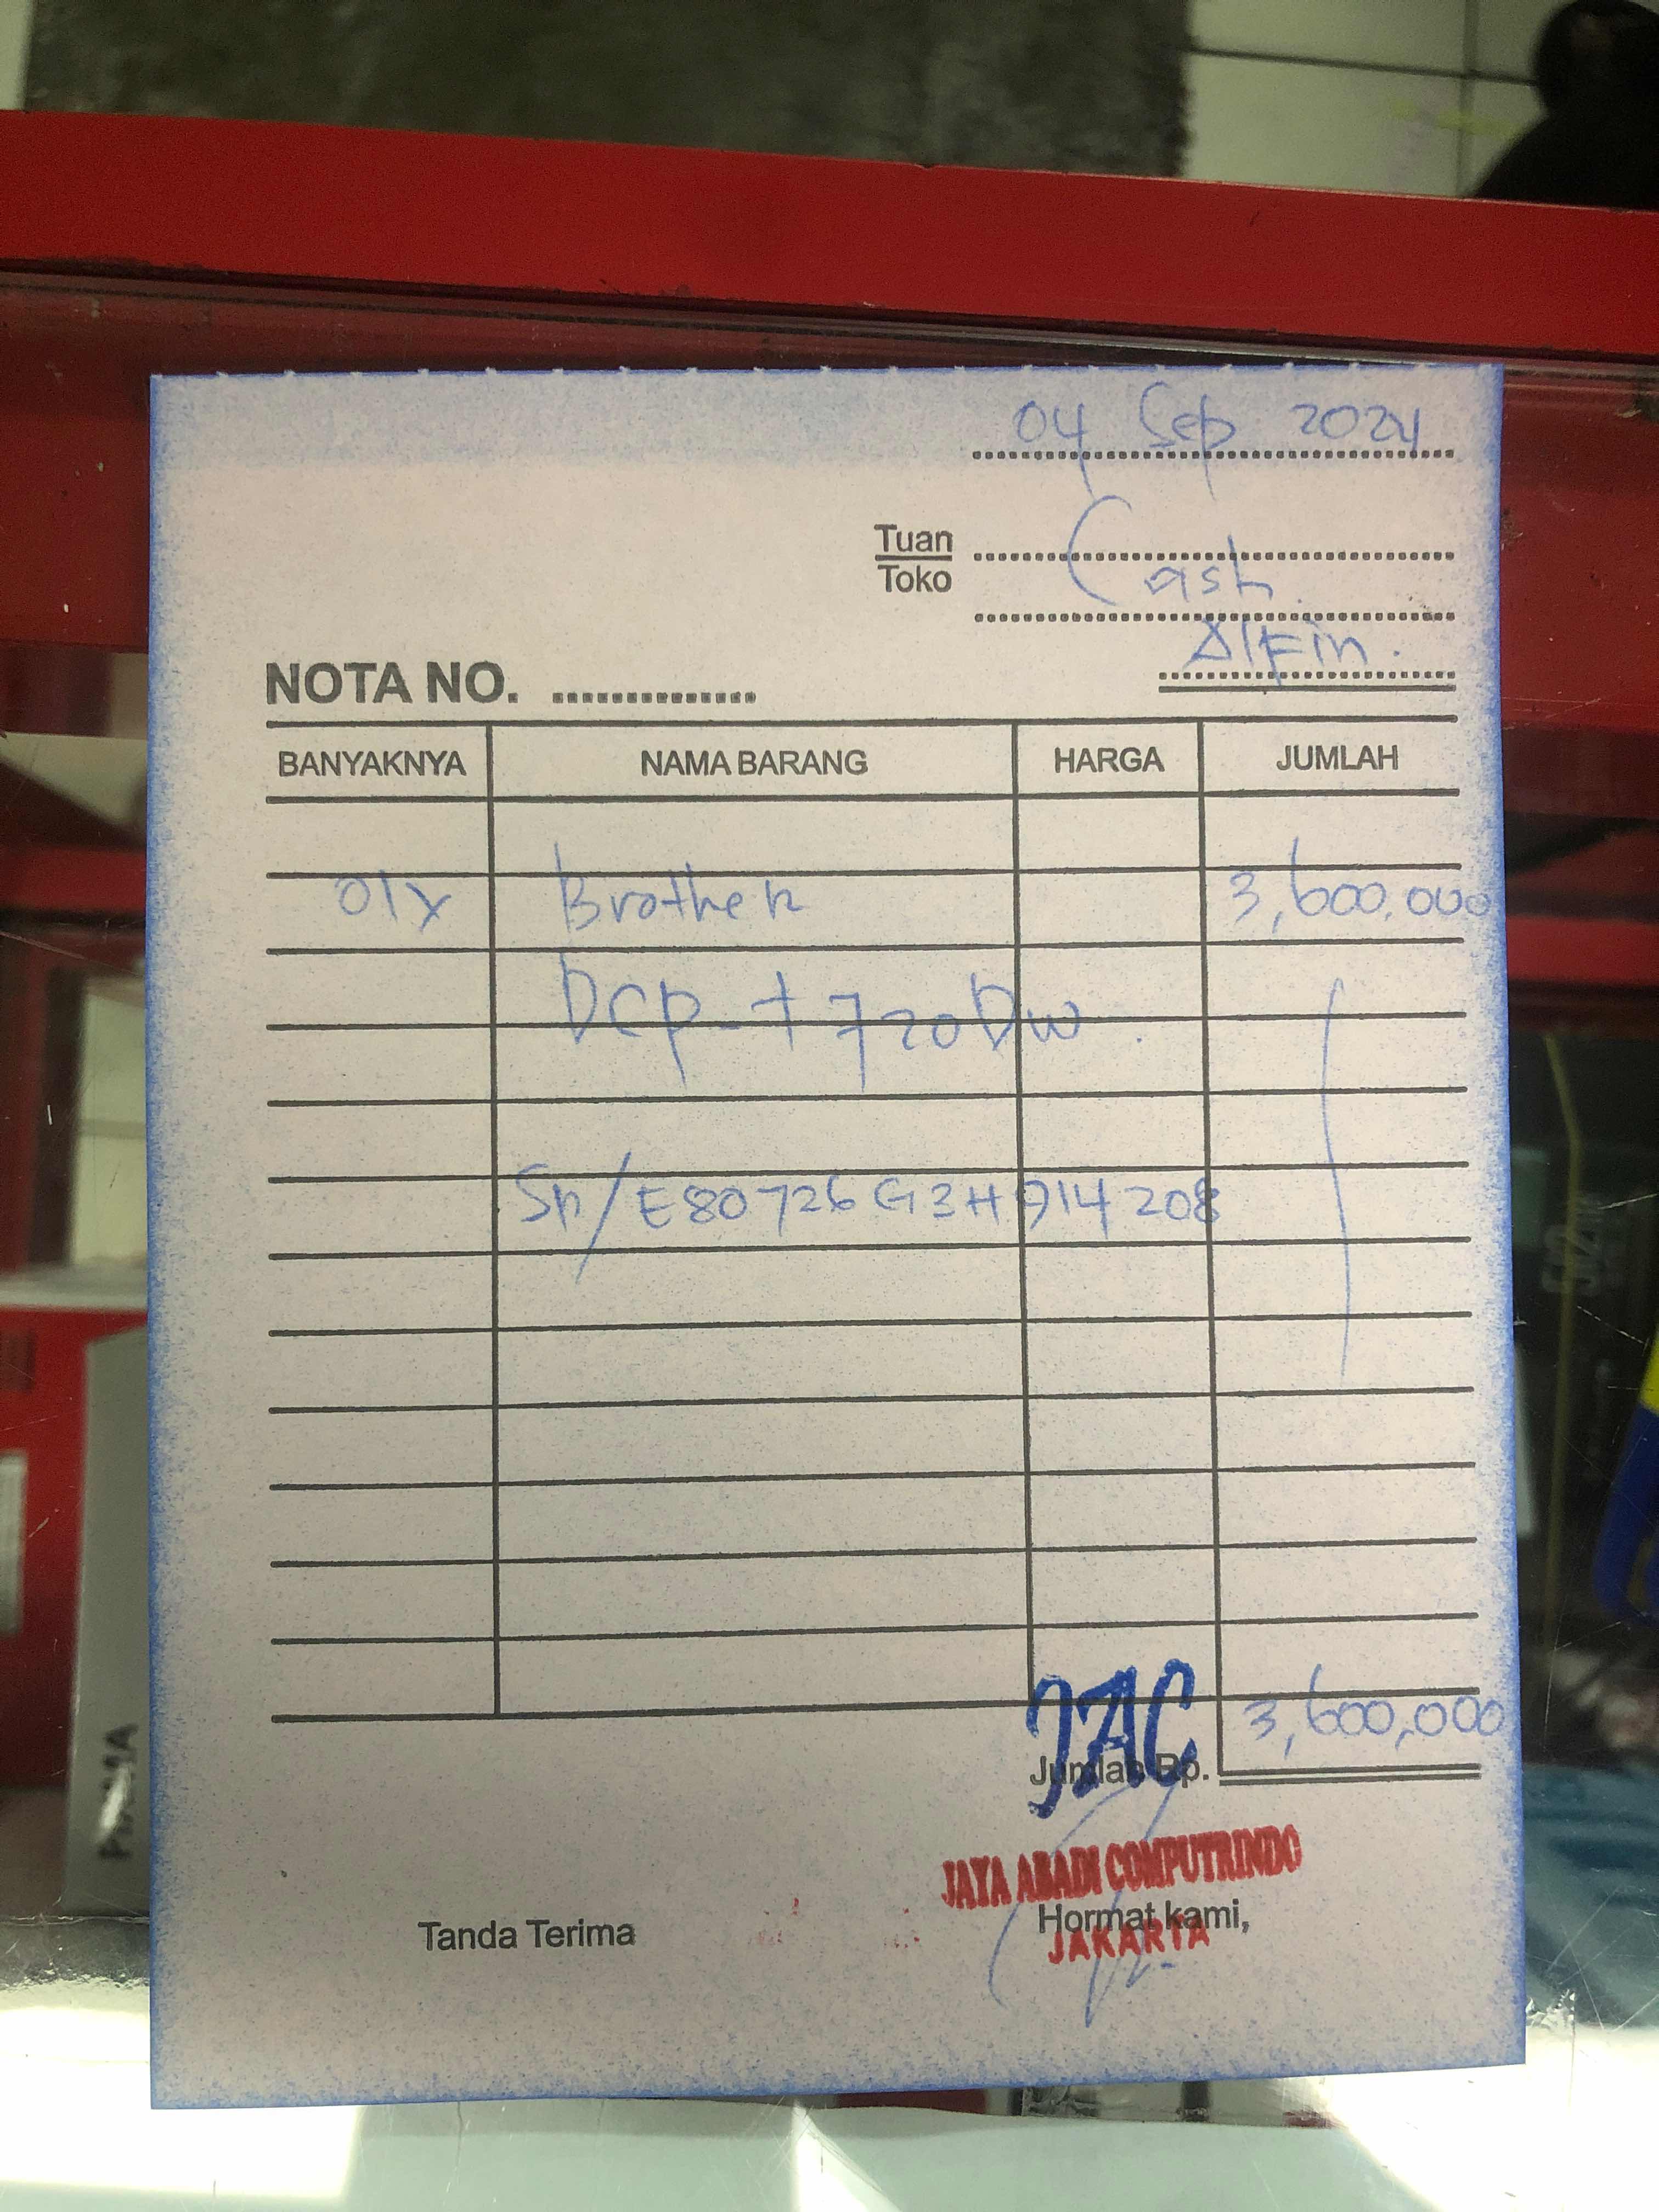 04 Sep 2024
Tuan
Toko
Cash.
Alfin.
NOTA NO.
BANYAKNYA NAMA BARANG HARGA JUMLAH
01x Brother 3,600,000
Dcp-t720Dw.
Sn/E80726G3H914208
JAC
Jumlah Rp. 3,600,000
JAYA ABADI COMPUTRINDO
Tanda Terima Hormat kami,
JAKARTA
PRISMA